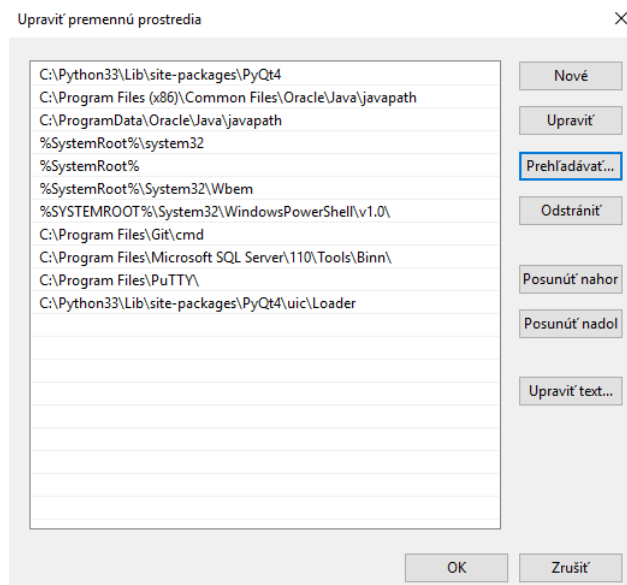 Upraviť premennú prostredia
C:\Python33\Lib\site-packages\PyQt4
C:\Program Files (x86)\Common Files\Oracle\Java\javapath
C:\ProgramData\Oracle\Java\javapath
%SystemRoot%\system32
%SystemRoot%
%SystemRoot%\System32\Wbem
%SYSTEMROOT%\System32\WindowsPowerShell\v1.0\
C:\Program Files\Git\cmd
C:\Program Files\Microsoft SQL Server\110\Tools\Binn\
C:\Program Files\PuTTY\
C:\Python33\Lib\site-packages\PyQt4\uic\Loader
Nové
Upraviť
Prehľadávať...
Odstrániť
Posunúť nahor
Posunúť nadol
Upraviť text...
OK
Zrušiť